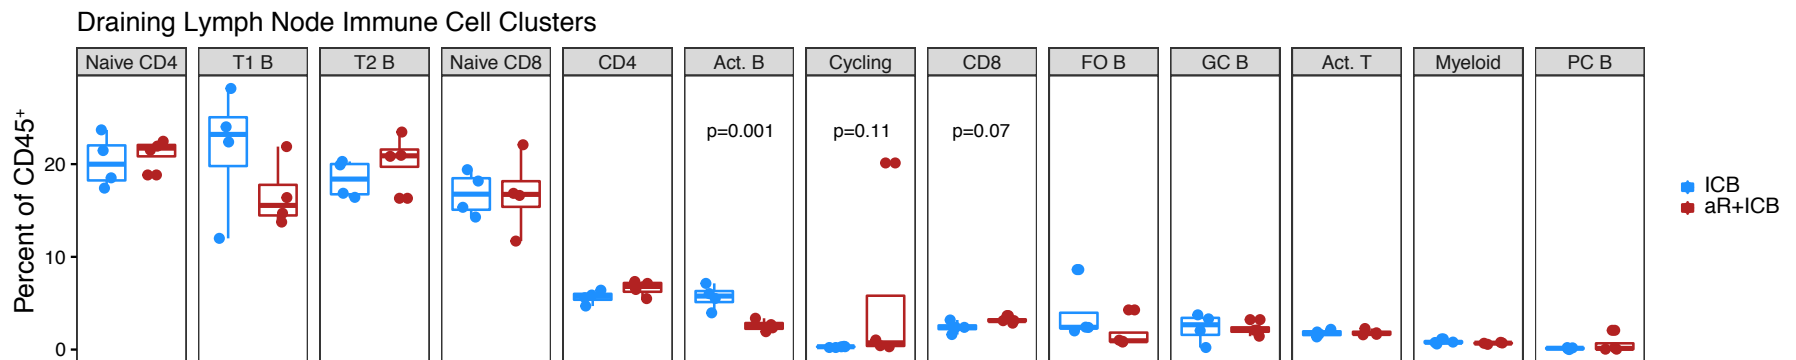 Draining Lymph Node Immune Cell Clusters
Naive CD4 T1 B T2 B Naive CD8 CD4 Act. B Cycling CD8 FO B GC B Act. T Myeloid PC B
p=0.001 p=0.11 p=0.07
Percent of CD45⁺
20
10
0
ICB
aR+ICB